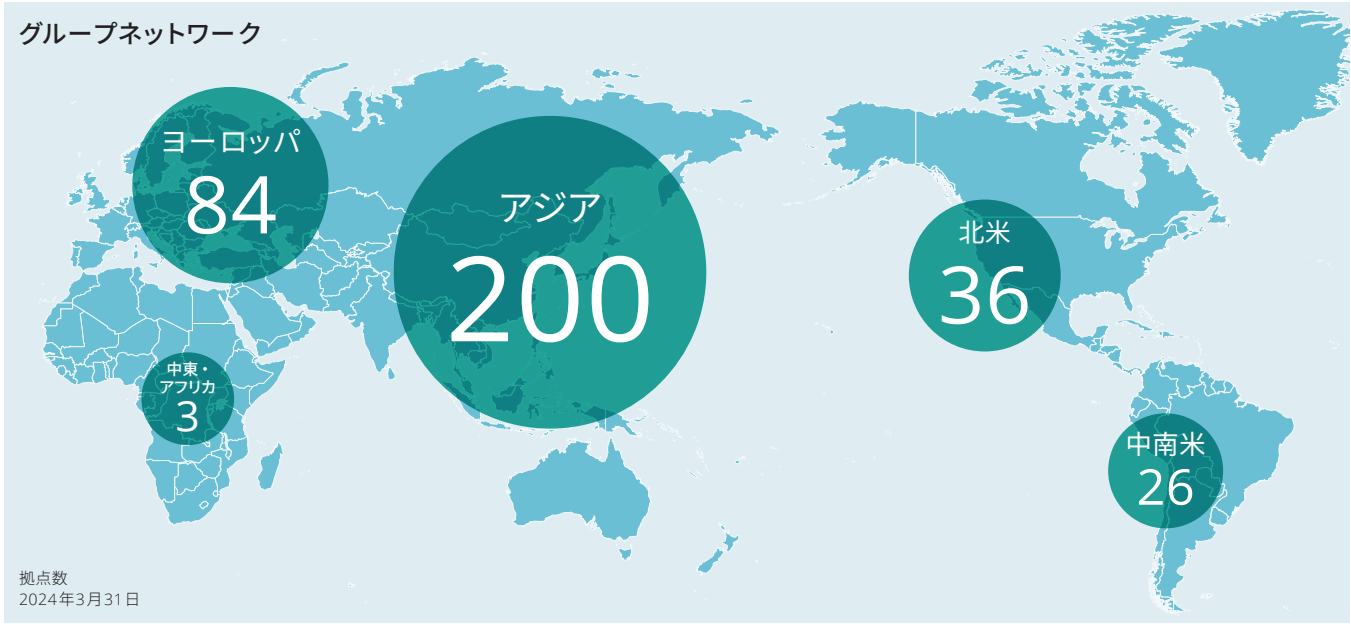 グループネットワーク
ヨーロッパ
84
アジア
200
北米
36
中東・
アフリカ
3
中南米
26
拠点数
2024年3月31日